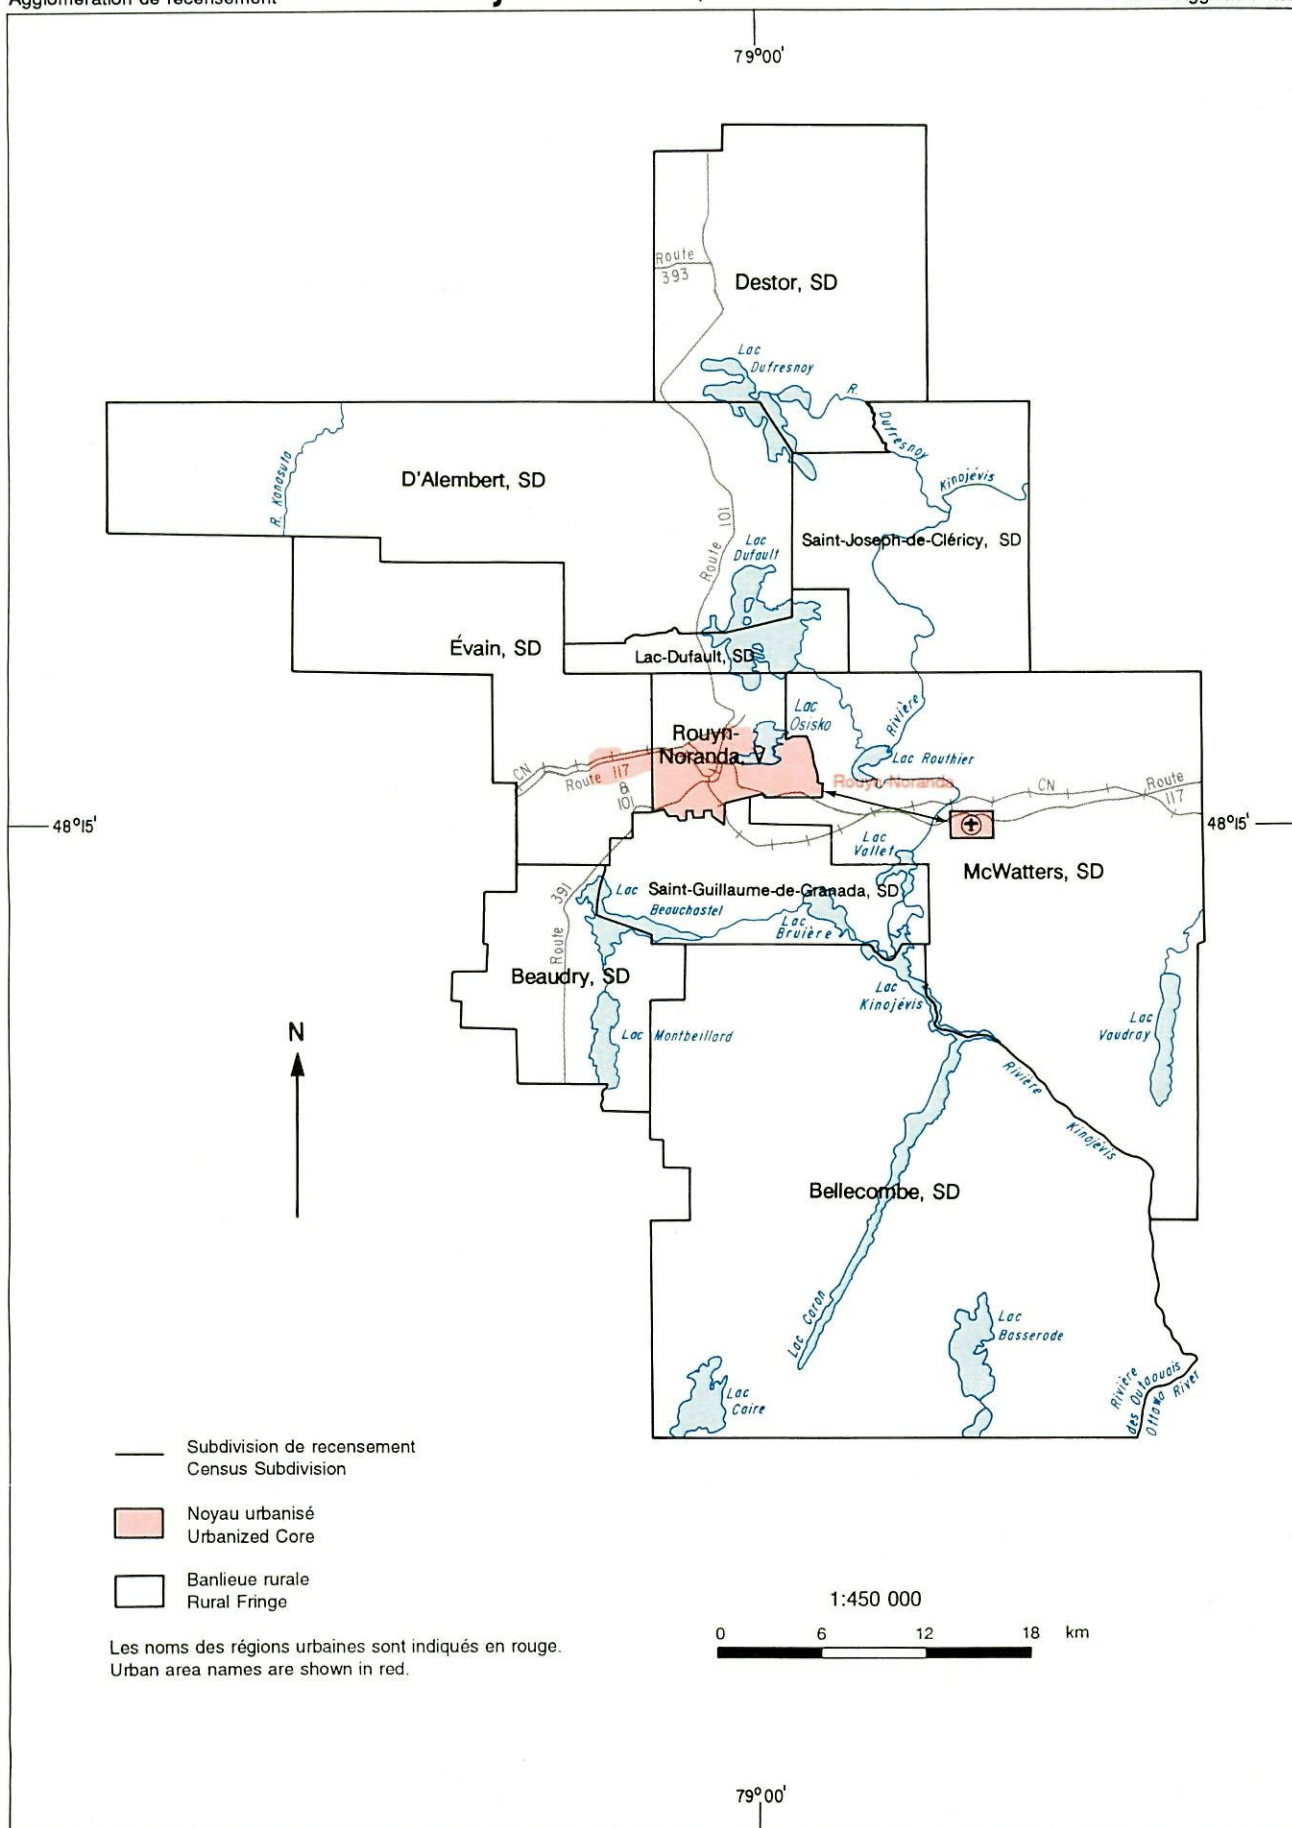 Agglomération de recensement
79°00'
Route
393
Destor, SD
Lac
Dufresnoy
R.
Dufresnoy
R. Kanasuta
D'Alembert, SD
Kinojévis
Route 101
Lac
Dufault
Saint-Joseph-de-Cléricy, SD
Évain, SD
Lac-Dufault, SD
Lac
Osisko
Rivière
Rouyn-
Noranda, V
Lac Routhier
CN
Route 117
&
101
Rouyn-Noranda
CN
Route
117
48°15'
48°15'
Lac
Vallet
McWatters, SD
Route 391
Lac
Beauchastel
Saint-Guillaume-de-Granada, SD
Lac
Bruière
Beaudry, SD
Lac
Kinojévis
N
Lac Montbeillard
Lac
Vaudray
Rivière
Kinojévis
Bellecombe, SD
Lac Caron
Lac
Basserode
Lac
Caire
Rivière
des Outaouais
Ottawa River
Subdivision de recensement
Census Subdivision
Noyau urbanisé
Urbanized Core
Banlieue rurale
Rural Fringe
Les noms des régions urbaines sont indiqués en rouge.
Urban area names are shown in red.
1:450 000
0 6 12 18 km
79°00'